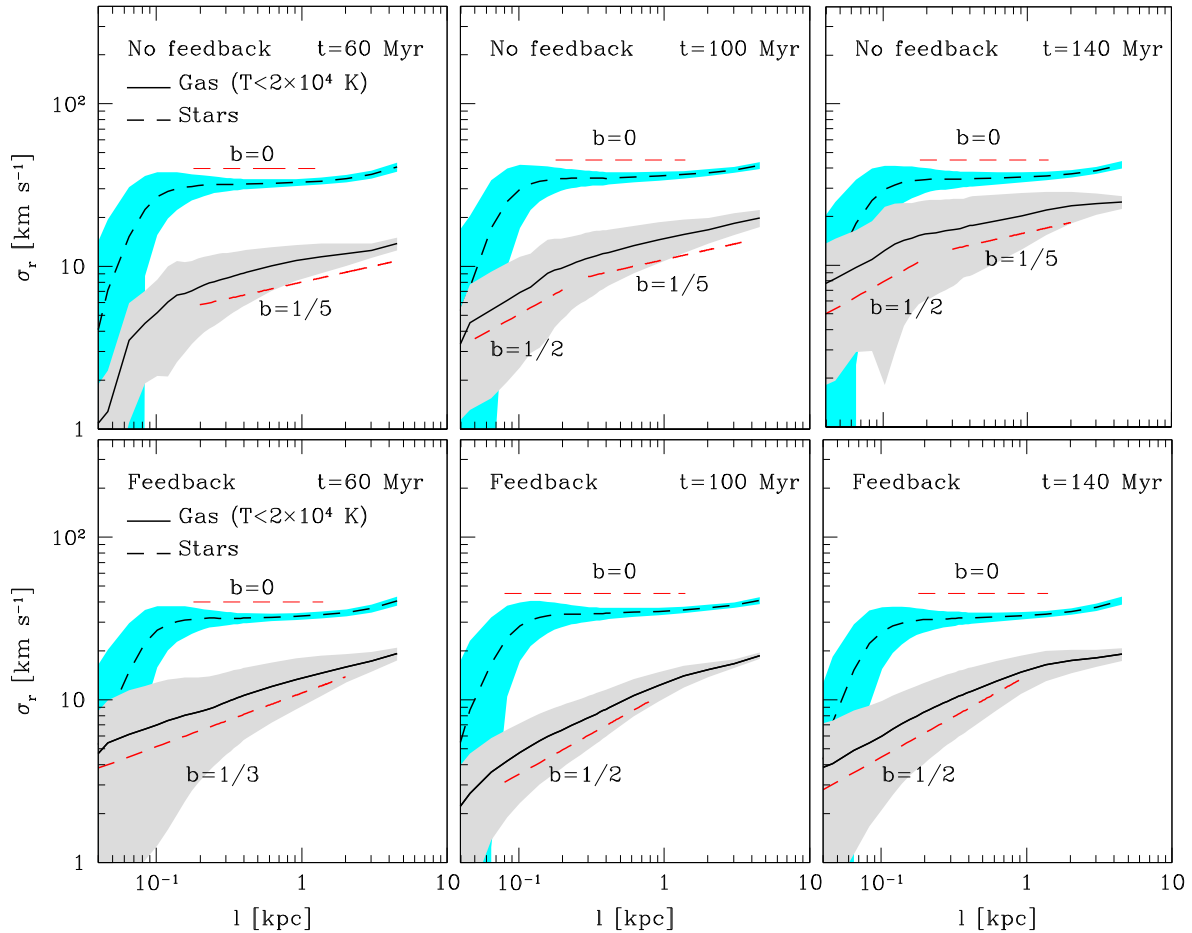 No feedback t=60 Myr
Gas (T<2×10⁴ K)
Stars
b=0
b=1/5
No feedback t=100 Myr
b=0
b=1/5
b=1/2
No feedback t=140 Myr
b=0
b=1/5
b=1/2
10²
10
1
σᵣ [km s⁻¹]
Feedback t=60 Myr
Gas (T<2×10⁴ K)
Stars
b=0
b=1/3
Feedback t=100 Myr
b=0
b=1/2
Feedback t=140 Myr
b=0
b=1/2
10²
10
1
σᵣ [km s⁻¹]
10⁻¹ 1 10
10⁻¹ 1 10
10⁻¹ 1 10
l [kpc]
l [kpc]
l [kpc]